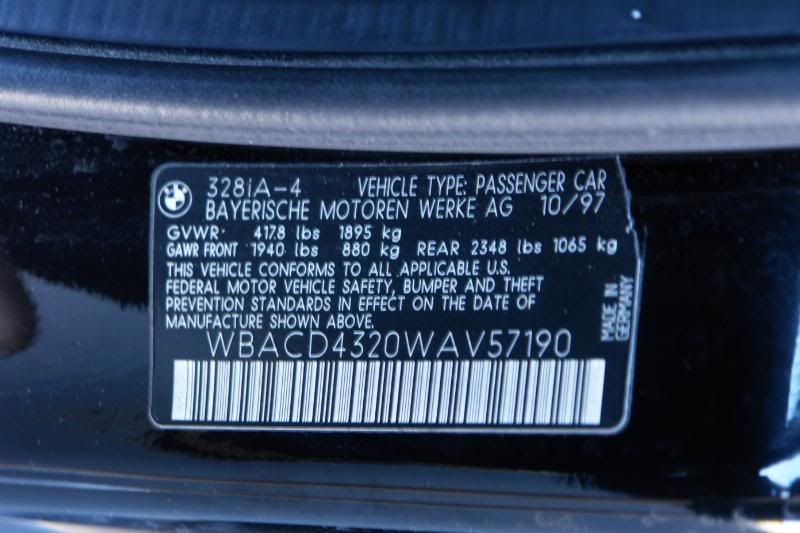 328iA-4 VEHICLE TYPE: PASSENGER CAR
BAYERISCHE MOTOREN WERKE AG 10/97
GVWR: 4178 lbs 1895 kg
GAWR FRONT 1940 lbs 880 kg REAR 2348 lbs 1065 kg
THIS VEHICLE CONFORMS TO ALL APPLICABLE U.S.
FEDERAL MOTOR VEHICLE SAFETY, BUMPER AND THEFT
PREVENTION STANDARDS IN EFFECT ON THE DATE OF
MANUFACTURE SHOWN ABOVE.
WBACD4320WAV57190
MADE IN
GERMANY